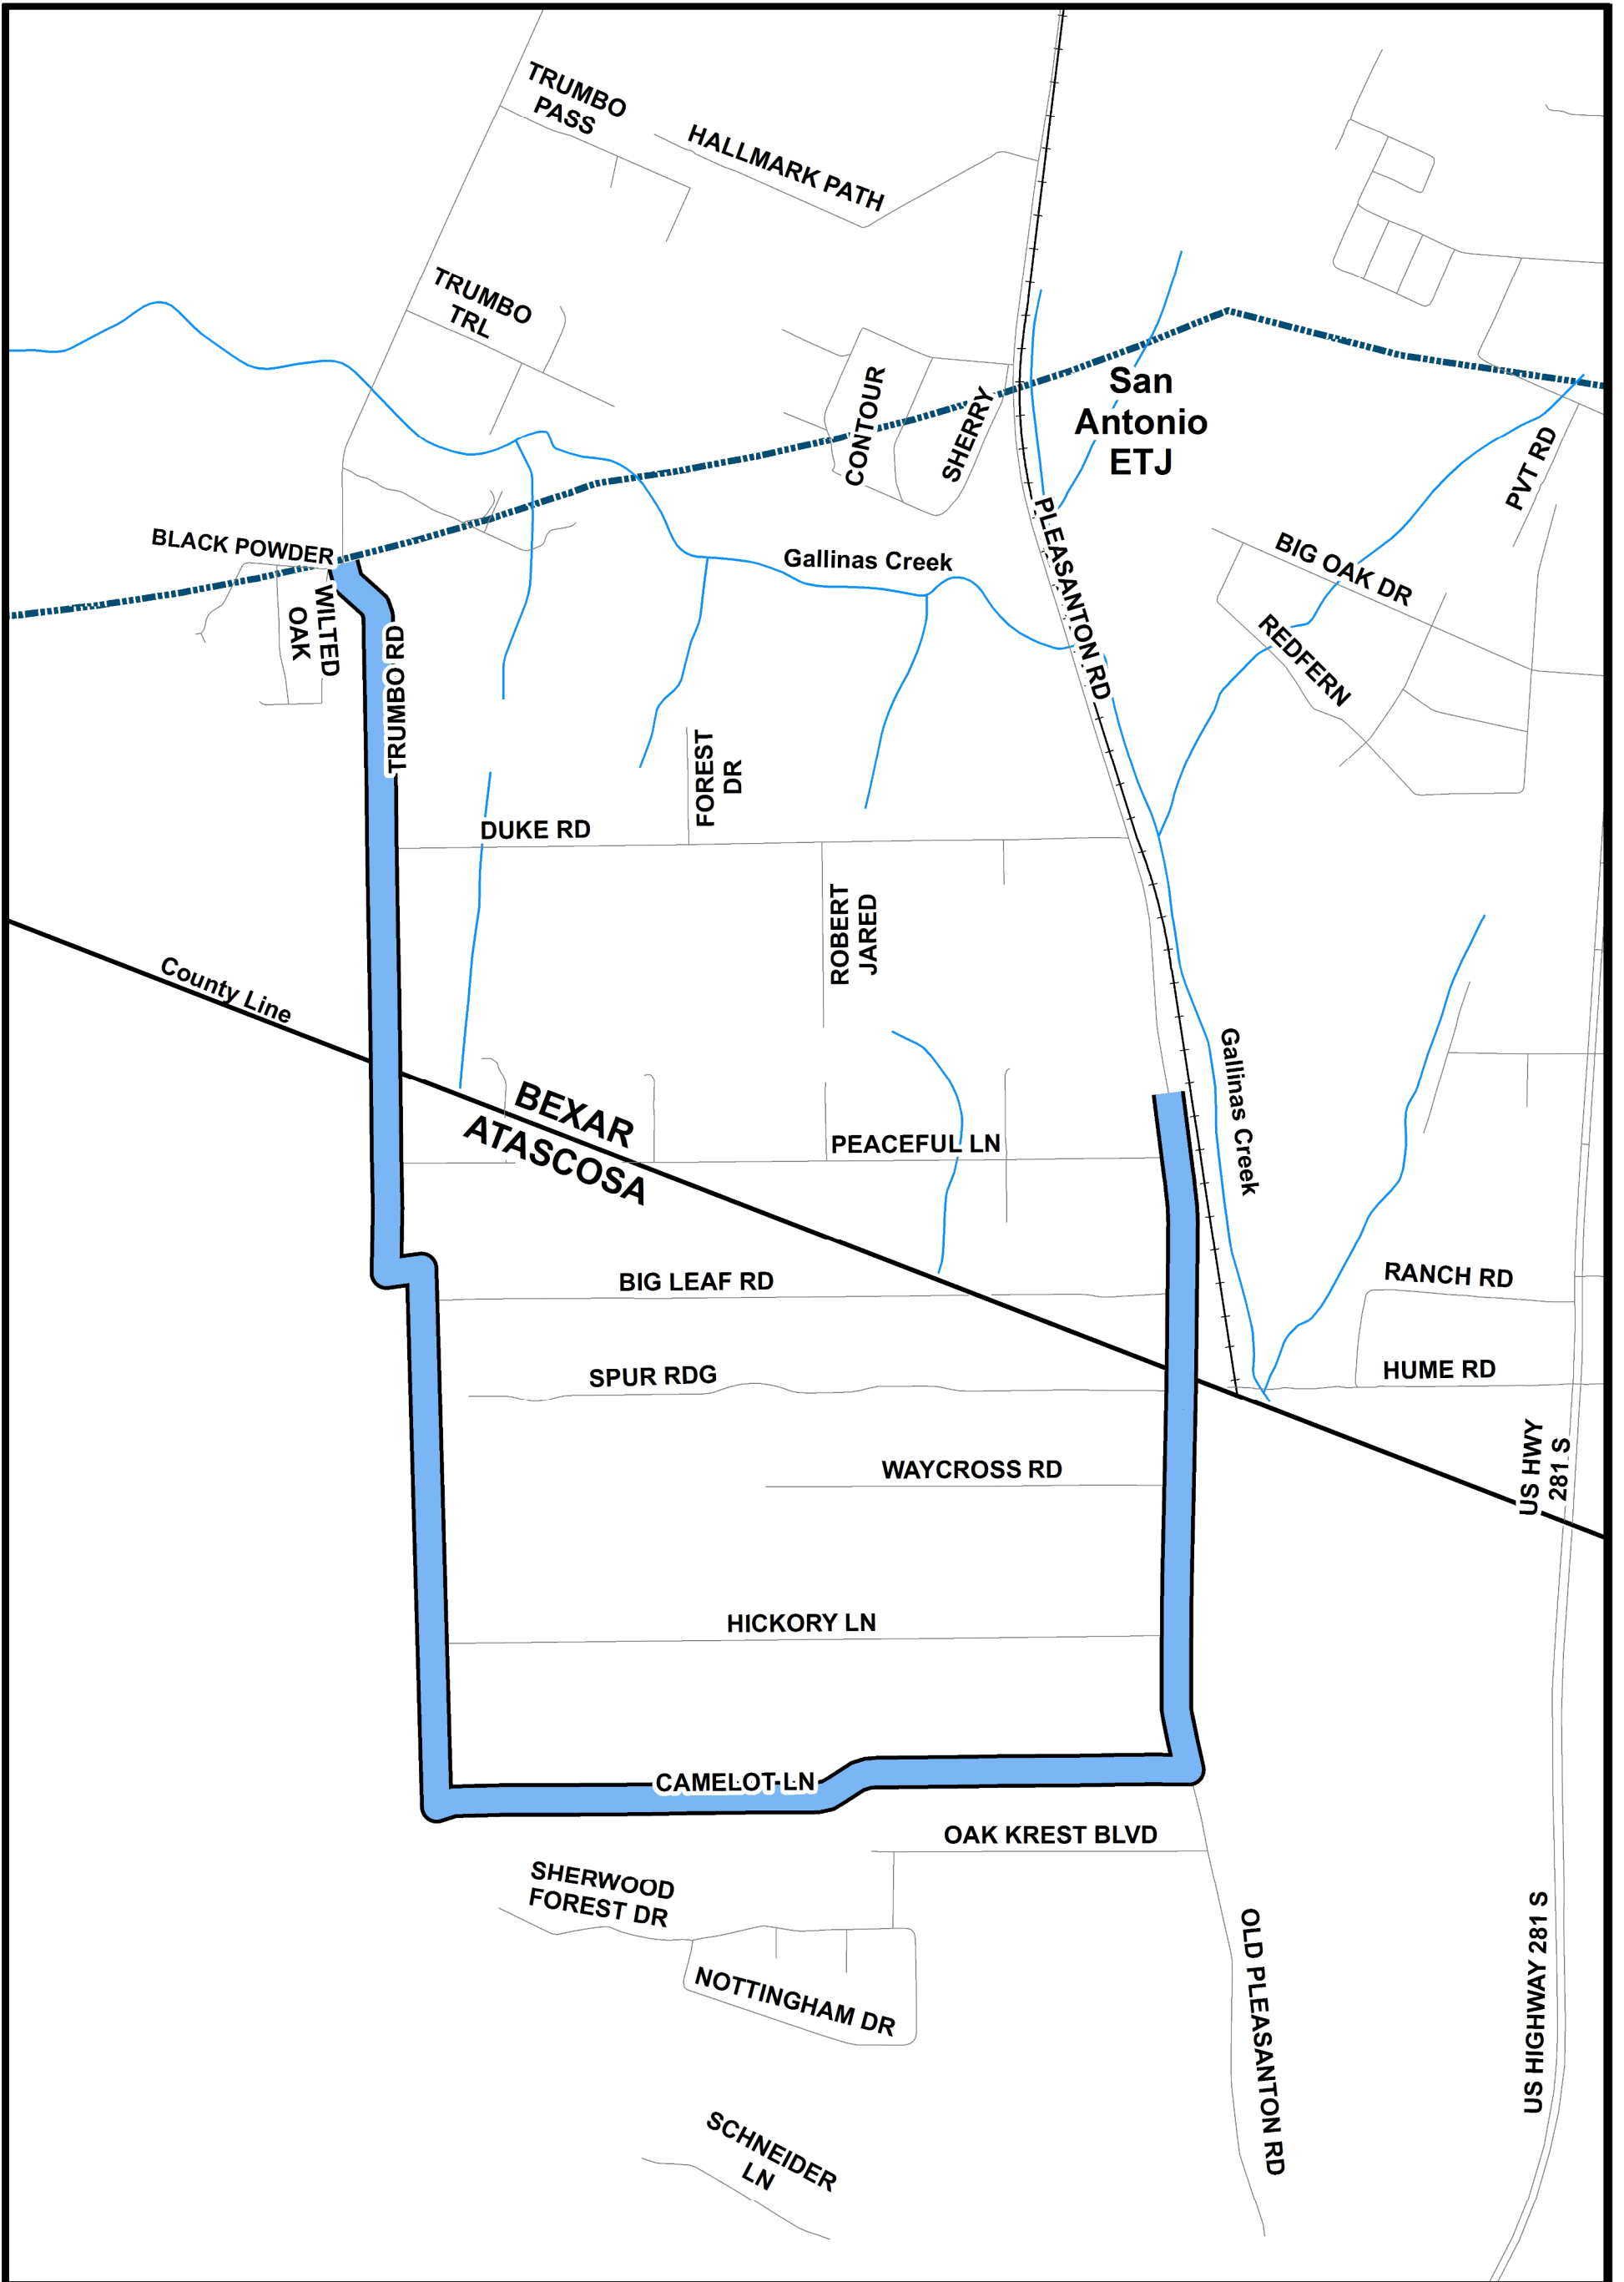 TRUMBO
PASS
HALLMARK PATH
TRUMBO
TRL
CONTOUR
SHERRY
San
Antonio
ETJ
PVT RD
BLACK POWDER
WILTED
OAK
TRUMBO RD
Gallinas Creek
PLEASANTON RD
BIG OAK DR
REDFERN
FOREST
DR
DUKE RD
ROBERT
JARED
County Line
BEXAR
ATASCOSA
PEACEFUL LN
Gallinas Creek
BIG LEAF RD
RANCH RD
SPUR RDG
HUME RD
WAYCROSS RD
US HWY
281 S
HICKORY LN
CAMELOT LN
OAK KREST BLVD
SHERWOOD
FOREST DR
NOTTINGHAM DR
OLD PLEASANTON RD
US HIGHWAY 281 S
SCHNEIDER
LN